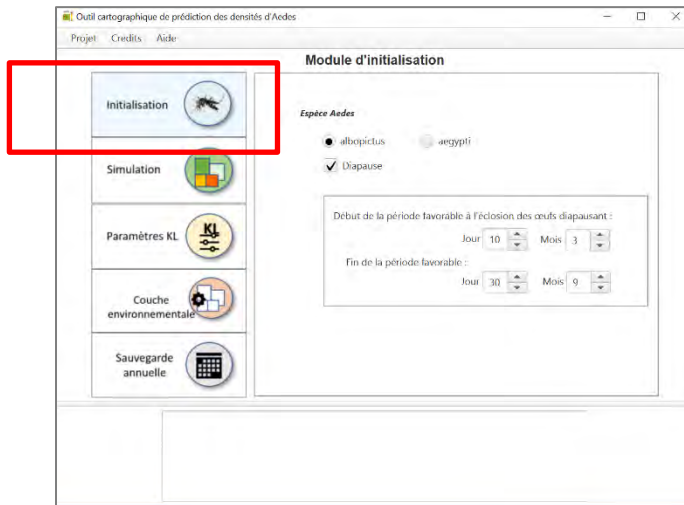 Outil cartographique de prédiction des densités d'Aedes
Projet Credits Aide
Module d'initialisation
Initialisation
Simulation
Paramètres KL
KL
Couche
environnementale
Sauvegarde
annuelle
Espèce Aedes
albopictus aegypti
Diapause
Début de la période favorable à l'éclosion des œufs diapausant :
Jour 10 Mois 3
Fin de la période favorable :
Jour 30 Mois 9